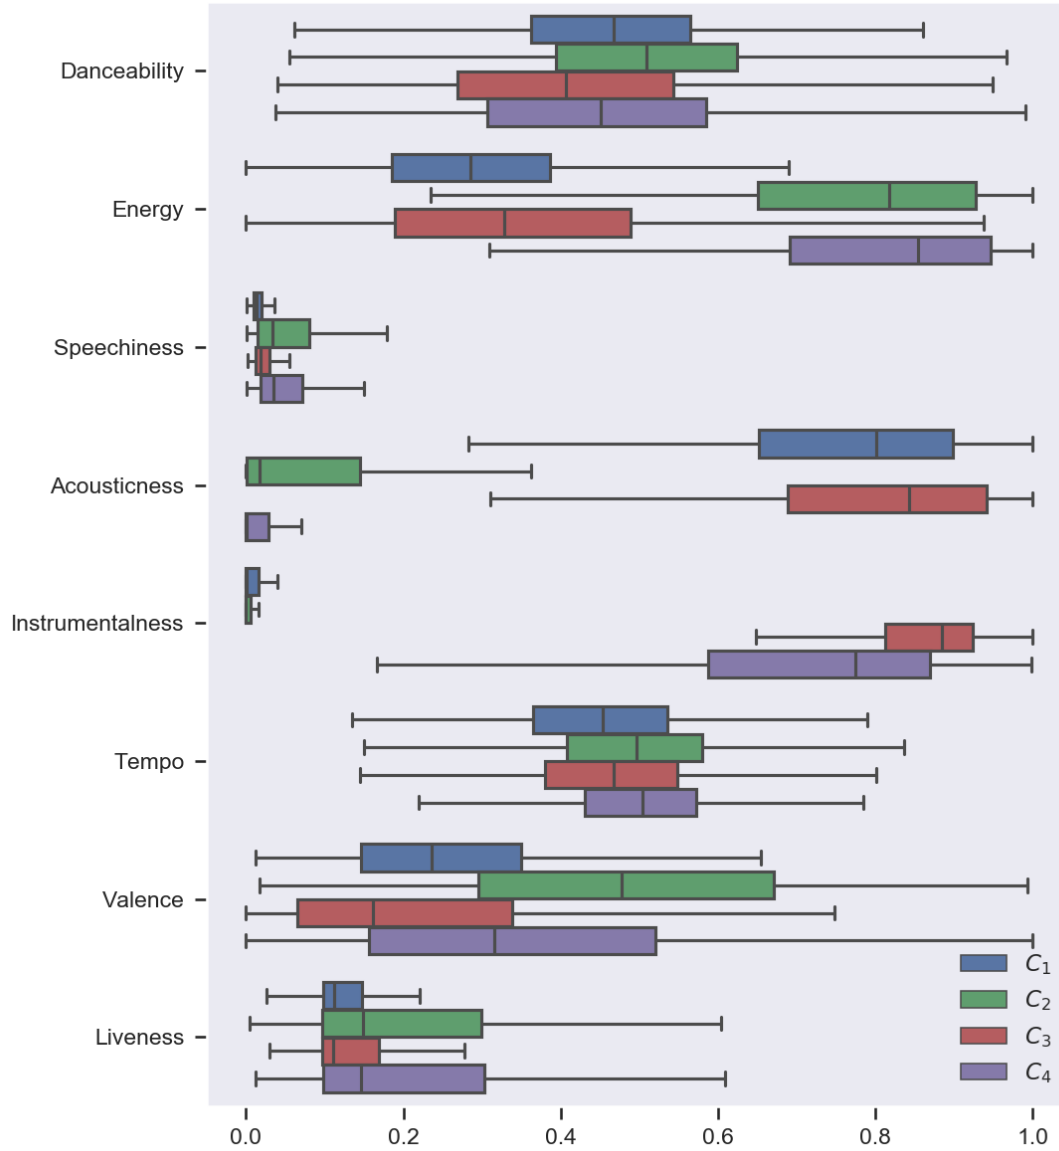 Danceability
Energy
Speechiness
Acousticness
Instrumentalness
Tempo
Valence
Liveness
C1
C2
C3
C4
0.0 0.2 0.4 0.6 0.8 1.0